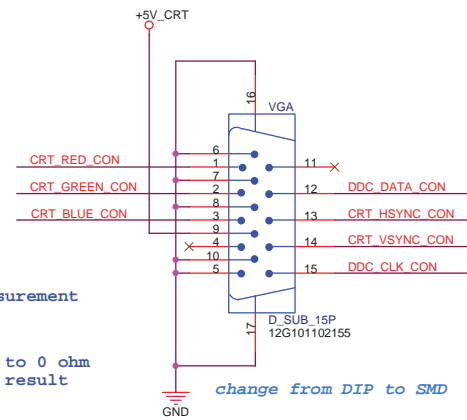 +5V_CRT
16
VGA
6
CRT_RED_CON
1
11
7
CRT_GREEN_CON
2
12
DDC_DATA_CON
8
CRT_BLUE_CON
3
13
CRT_HSYNC_CON
9
4
14
CRT_VSYNC_CON
10
5
15
DDC_CLK_CON
17
D_SUB_15P
12G101102155
to 0 ohm
result
change from DIP to SMD
GND